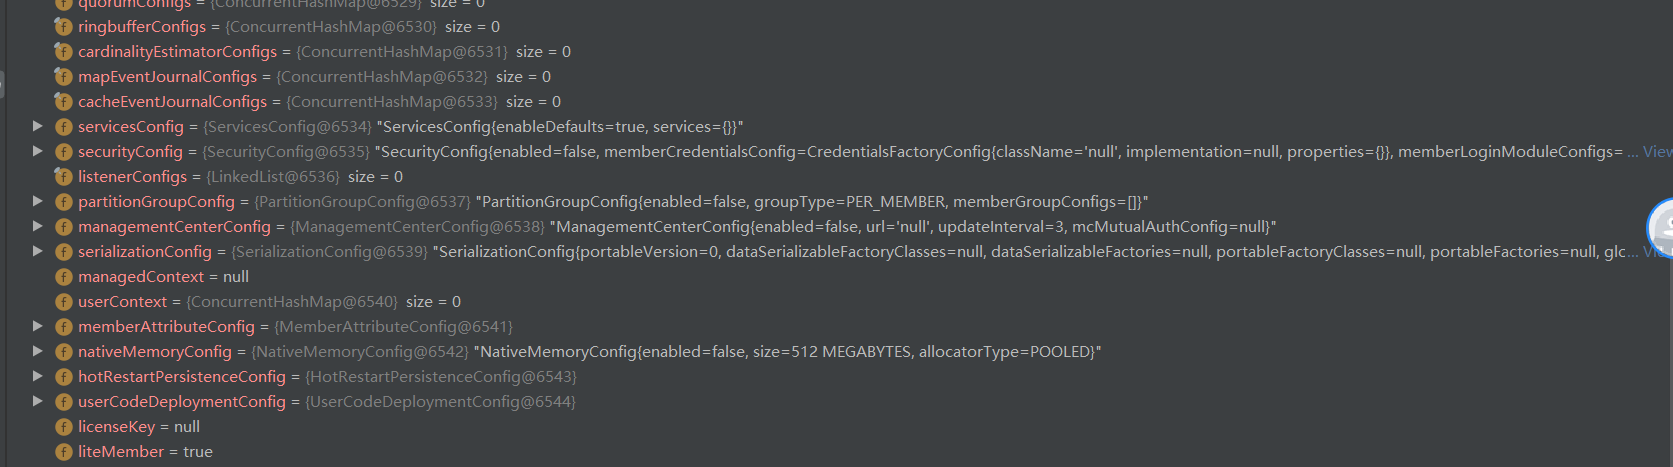 quorumConfigs = {ConcurrentHashMap@6529} size = 0
ringbufferConfigs = {ConcurrentHashMap@6530} size = 0
cardinalityEstimatorConfigs = {ConcurrentHashMap@6531} size = 0
mapEventJournalConfigs = {ConcurrentHashMap@6532} size = 0
cacheEventJournalConfigs = {ConcurrentHashMap@6533} size = 0
servicesConfig = {ServicesConfig@6534} "ServicesConfig{enableDefaults=true, services={}}"
securityConfig = {SecurityConfig@6535} "SecurityConfig{enabled=false, memberCredentialsConfig=CredentialsFactoryConfig{className='null', implementation=null, properties={}}, memberLoginModuleConfigs= ... View
listenerConfigs = {LinkedList@6536} size = 0
partitionGroupConfig = {PartitionGroupConfig@6537} "PartitionGroupConfig{enabled=false, groupType=PER_MEMBER, memberGroupConfigs=[]}"
managementCenterConfig = {ManagementCenterConfig@6538} "ManagementCenterConfig{enabled=false, url='null', updateInterval=3, mcMutualAuthConfig=null}"
serializationConfig = {SerializationConfig@6539} "SerializationConfig{portableVersion=0, dataSerializableFactoryClasses=null, dataSerializableFactories=null, portableFactoryClasses=null, portableFactories=null, glc ...
managedContext = null
userContext = {ConcurrentHashMap@6540} size = 0
memberAttributeConfig = {MemberAttributeConfig@6541}
nativeMemoryConfig = {NativeMemoryConfig@6542} "NativeMemoryConfig{enabled=false, size=512 MEGABYTES, allocatorType=POOLED}"
hotRestartPersistenceConfig = {HotRestartPersistenceConfig@6543}
userCodeDeploymentConfig = {UserCodeDeploymentConfig@6544}
licenseKey = null
liteMember = true